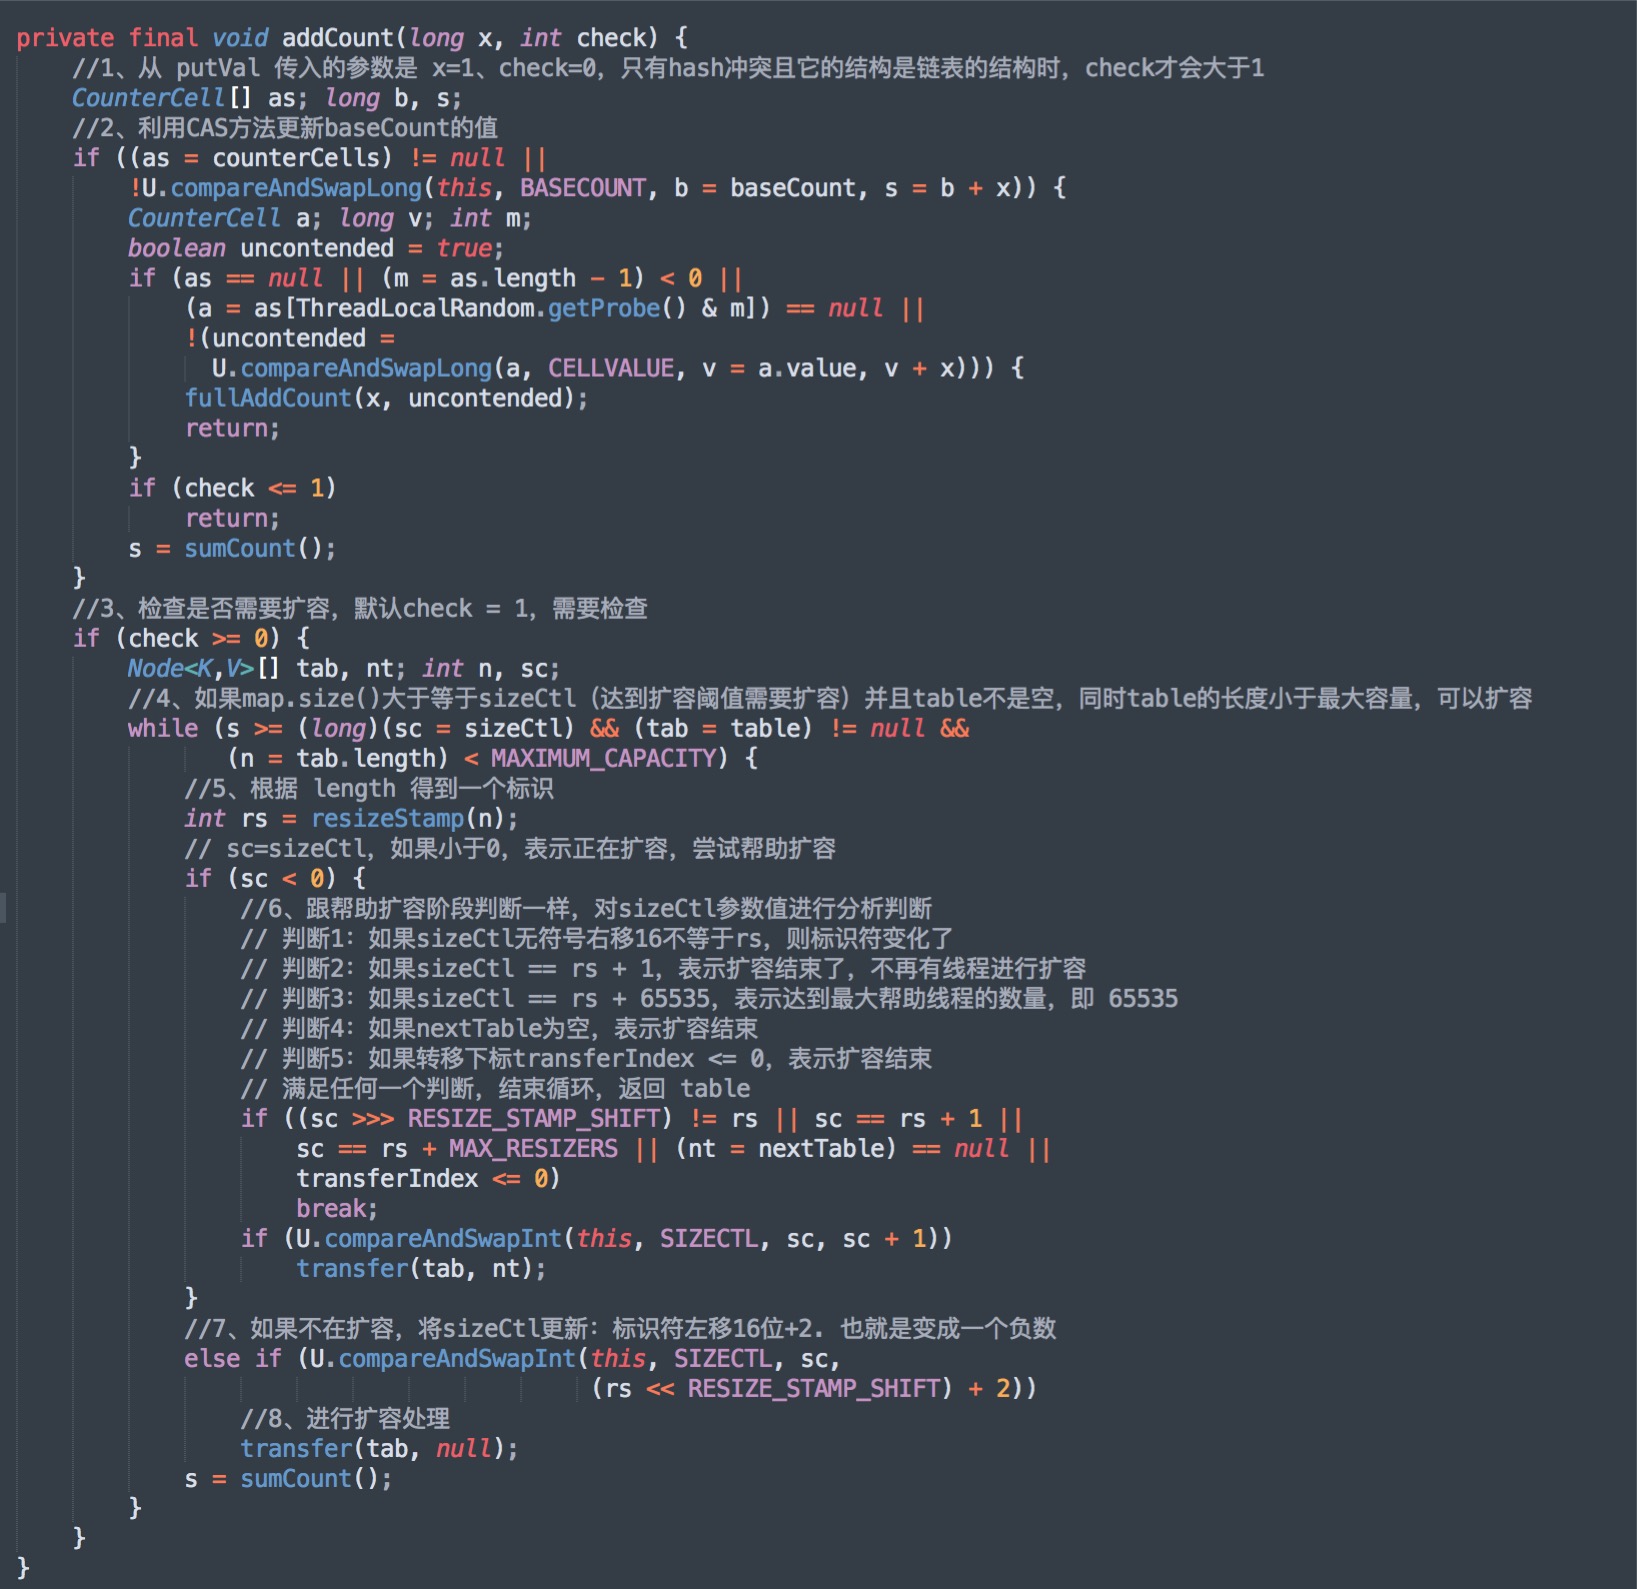 private final void addCount(long x, int check) {
    //1、从 putVal 传入的参数是 x=1、check=0，只有hash冲突且它的结构是链表的结构时，check才会大于1
    CounterCell[] as; long b, s;
    //2、利用CAS方法更新baseCount的值
    if ((as = counterCells) != null ||
        !U.compareAndSwapLong(this, BASECOUNT, b = baseCount, s = b + x)) {
        CounterCell a; long v; int m;
        boolean uncontended = true;
        if (as == null || (m = as.length - 1) < 0 ||
            (a = as[ThreadLocalRandom.getProbe() & m]) == null ||
            !(uncontended =
              U.compareAndSwapLong(a, CELLVALUE, v = a.value, v + x))) {
            fullAddCount(x, uncontended);
            return;
        }
        if (check <= 1)
            return;
        s = sumCount();
    }
    //3、检查是否需要扩容，默认check = 1，需要检查
    if (check >= 0) {
        Node<K,V>[] tab, nt; int n, sc;
        //4、如果map.size()大于等于sizeCtl（达到扩容阈值需要扩容）并且table不是空，同时table的长度小于最大容量，可以扩容
        while (s >= (long)(sc = sizeCtl) && (tab = table) != null &&
               (n = tab.length) < MAXIMUM_CAPACITY) {
            //5、根据 length 得到一个标识
            int rs = resizeStamp(n);
            // sc=sizeCtl，如果小于0，表示正在扩容，尝试帮助扩容
            if (sc < 0) {
                //6、跟帮助扩容阶段判断一样，对sizeCtl参数值进行分析判断
                // 判断1：如果sizeCtl无符号右移16不等于rs，则标识符变化了
                // 判断2：如果sizeCtl == rs + 1，表示扩容结束了，不再有线程进行扩容
                // 判断3：如果sizeCtl == rs + 65535，表示达到最大帮助线程的数量，即 65535
                // 判断4：如果nextTable为空，表示扩容结束
                // 判断5：如果转移下标transferIndex <= 0，表示扩容结束
                // 满足任何一个判断，结束循环，返回 table
                if ((sc >>> RESIZE_STAMP_SHIFT) != rs || sc == rs + 1 ||
                    sc == rs + MAX_RESIZERS || (nt = nextTable) == null ||
                    transferIndex <= 0)
                    break;
                if (U.compareAndSwapInt(this, SIZECTL, sc, sc + 1))
                    transfer(tab, nt);
            }
            //7、如果不在扩容，将sizeCtl更新：标识符左移16位+2. 也就是变成一个负数
            else if (U.compareAndSwapInt(this, SIZECTL, sc,
                                         (rs << RESIZE_STAMP_SHIFT) + 2))
                //8、进行扩容处理
                transfer(tab, null);
            s = sumCount();
        }
    }
}